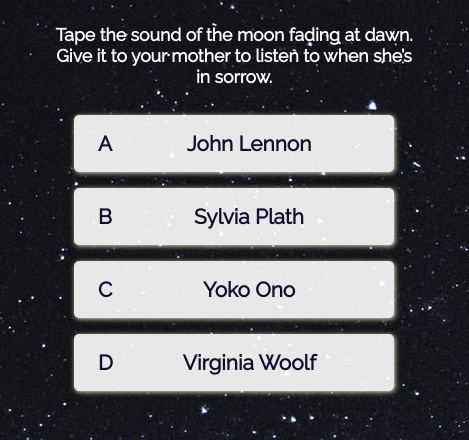 Tape the sound of the moon fading at dawn.
Give it to your mother to listen to when she's
in sorrow.
A John Lennon
B Sylvia Plath
C Yoko Ono
D Virginia Woolf